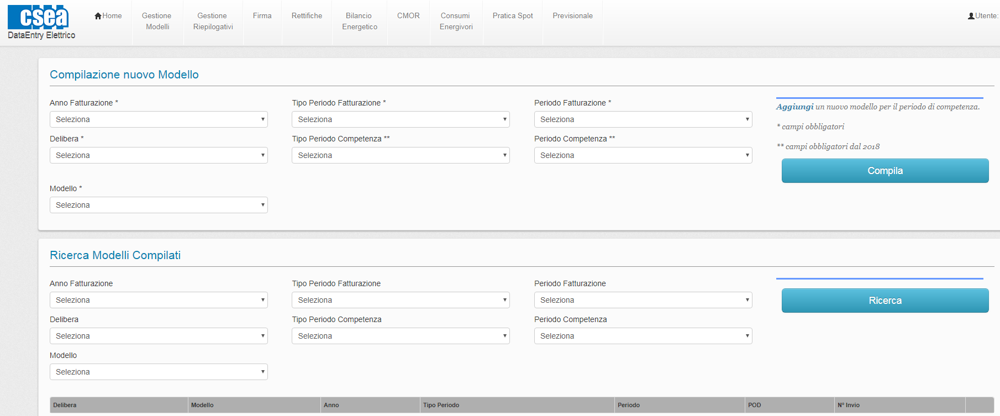 csea
DataEntry Elettrico
Home
Gestione
Modelli
Gestione
Riepilogativi
Firma
Rettifiche
Bilancio
Energetico
CMOR
Consumi
Energivori
Pratica Spot
Previsionale
Utente:
Compilazione nuovo Modello
Anno Fatturazione *
Tipo Periodo Fatturazione *
Periodo Fatturazione *
Seleziona
Seleziona
Seleziona
Delibera *
Tipo Periodo Competenza **
Periodo Competenza **
Seleziona
Seleziona
Seleziona
Modello *
Seleziona
Aggiungi un nuovo modello per il periodo di competenza.
* campi obbligatori
** campi obbligatori dal 2018
Compila
Ricerca Modelli Compilati
Anno Fatturazione
Tipo Periodo Fatturazione
Periodo Fatturazione
Seleziona
Seleziona
Seleziona
Ricerca
Delibera
Tipo Periodo Competenza
Periodo Competenza
Seleziona
Seleziona
Seleziona
Modello
Seleziona
Delibera
Modello
Anno
Tipo Periodo
Periodo
POD
N° Invio